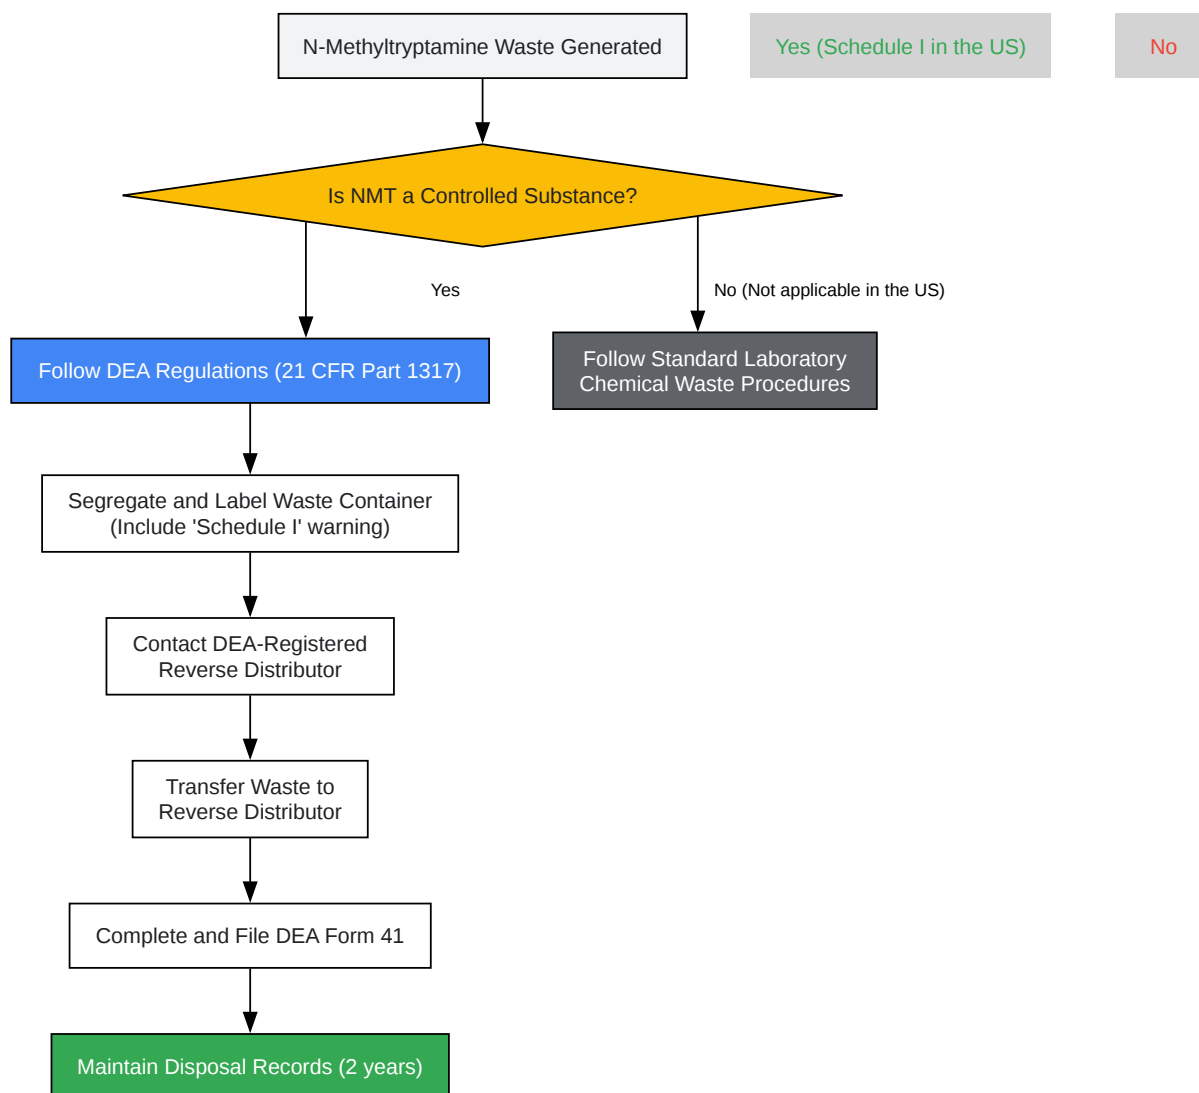 N-Methyltryptamine Waste Generated
Yes (Schedule I in the US)
No
Is NMT a Controlled Substance?
Yes
No (Not applicable in the US)
Follow DEA Regulations (21 CFR Part 1317)
Follow Standard Laboratory
Chemical Waste Procedures
Segregate and Label Waste Container
(Include 'Schedule I' warning)
Contact DEA-Registered
Reverse Distributor
Transfer Waste to
Reverse Distributor
Complete and File DEA Form 41
Maintain Disposal Records (2 years)